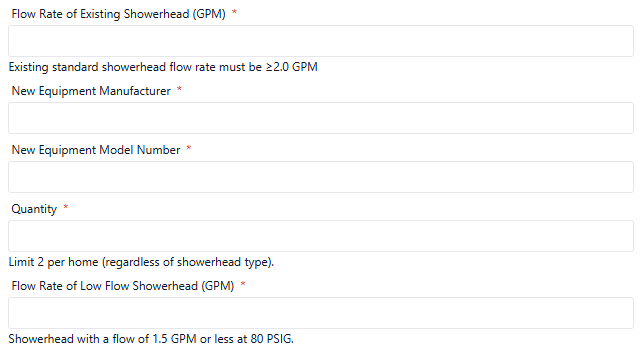 Flow Rate of Existing Showerhead (GPM) *
Existing standard showerhead flow rate must be ≥2.0 GPM
New Equipment Manufacturer *
New Equipment Model Number *
Quantity *
Limit 2 per home (regardless of showerhead type).
Flow Rate of Low Flow Showerhead (GPM) *
Showerhead with a flow of 1.5 GPM or less at 80 PSIG.